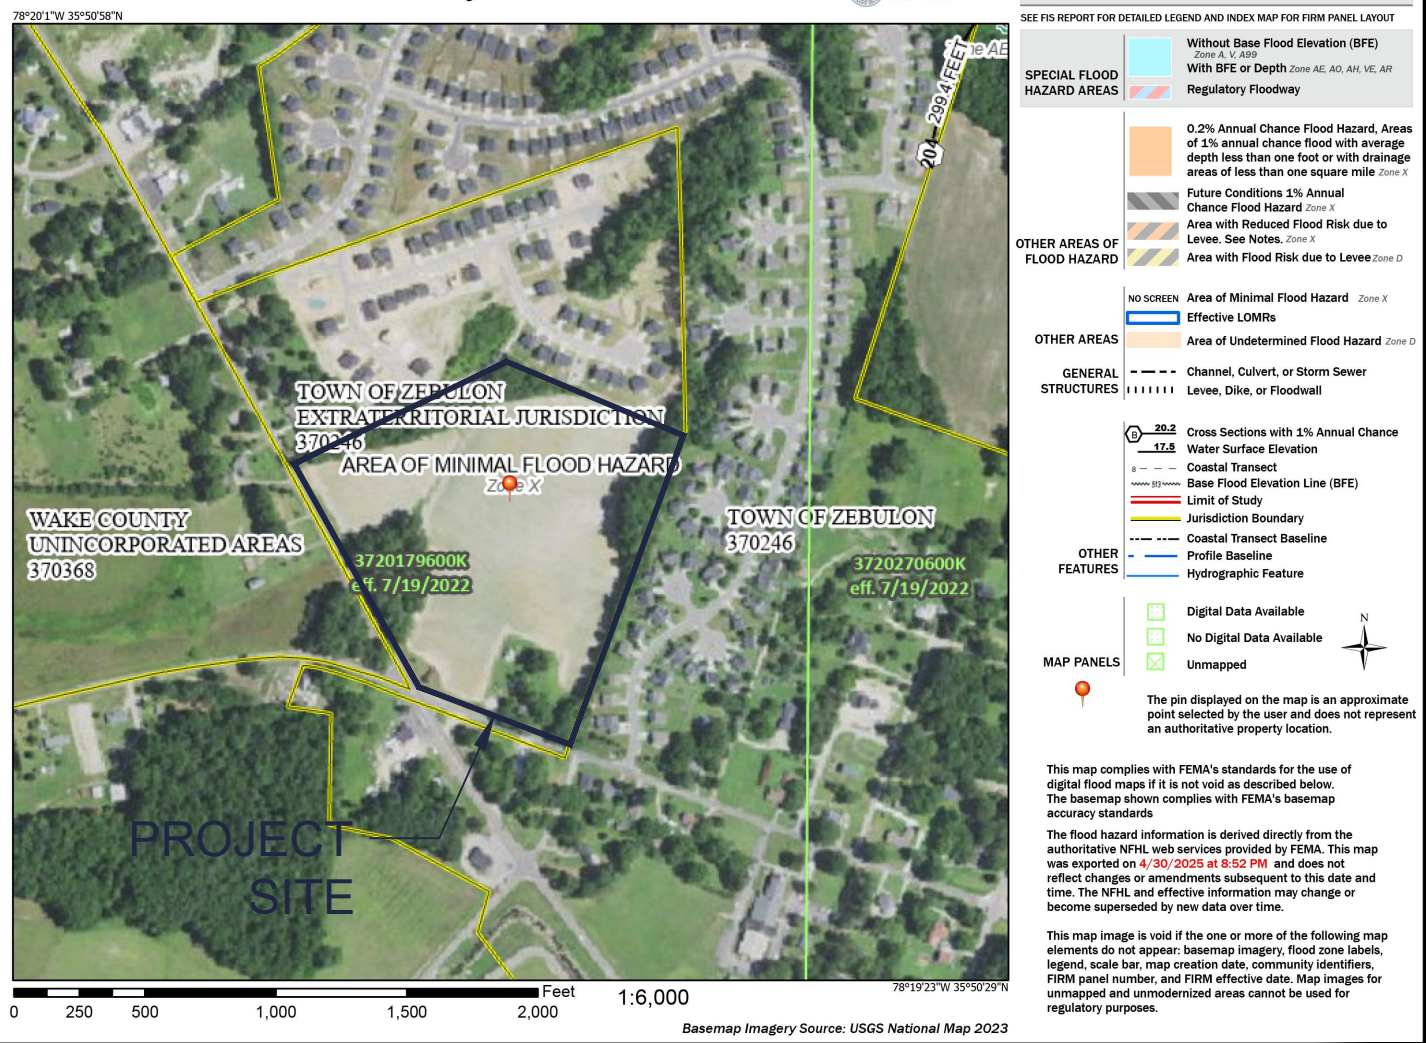 78°20'1"W 35°50'58"N
204 299.4 FEET
TOWN OF ZEBULON
EXTRATERRITORIAL JURISDICTION
370246
AREA OF MINIMAL FLOOD HAZARD
Zone X
WAKE COUNTY
UNINCORPORATED AREAS
370368
3720179600K
eff. 7/19/2022
TOWN OF ZEBULON
370246
3720270600K
eff. 7/19/2022
PROJECT
SITE
78°19'23"W 35°50'29"N
Feet
1:6,000
0 250 500 1,000 1,500 2,000
Basemap Imagery Source: USGS National Map 2023
SEE FIS REPORT FOR DETAILED LEGEND AND INDEX MAP FOR FIRM PANEL LAYOUT
SPECIAL FLOOD
HAZARD AREAS
Without Base Flood Elevation (BFE)
Zone A, V, A99
With BFE or Depth Zone AE, AO, AH, VE, AR
Regulatory Floodway
OTHER AREAS OF
FLOOD HAZARD
0.2% Annual Chance Flood Hazard, Areas
of 1% annual chance flood with average
depth less than one foot or with drainage
areas of less than one square mile Zone X
Future Conditions 1% Annual
Chance Flood Hazard Zone X
Area with Reduced Flood Risk due to
Levee. See Notes. Zone X
Area with Flood Risk due to Levee Zone D
OTHER AREAS
NO SCREEN Area of Minimal Flood Hazard Zone X
Effective LOMRs
Area of Undetermined Flood Hazard Zone D
GENERAL
STRUCTURES
Channel, Culvert, or Storm Sewer
Levee, Dike, or Floodwall
OTHER
FEATURES
B 20.2 Cross Sections with 1% Annual Chance
17.5 Water Surface Elevation
8 Coastal Transect
513 Base Flood Elevation Line (BFE)
Limit of Study
Jurisdiction Boundary
Coastal Transect Baseline
Profile Baseline
Hydrographic Feature
MAP PANELS
Digital Data Available
No Digital Data Available
Unmapped
N
The pin displayed on the map is an approximate
point selected by the user and does not represent
an authoritative property location.
This map complies with FEMA's standards for the use of
digital flood maps if it is not void as described below.
The basemap shown complies with FEMA's basemap
accuracy standards
The flood hazard information is derived directly from the
authoritative NFHL web services provided by FEMA. This map
was exported on 4/30/2025 at 8:52 PM and does not
reflect changes or amendments subsequent to this date and
time. The NFHL and effective information may change or
become superseded by new data over time.
This map image is void if the one or more of the following map
elements do not appear: basemap imagery, flood zone labels,
legend, scale bar, map creation date, community identifiers,
FIRM panel number, and FIRM effective date. Map images for
unmapped and unmodernized areas cannot be used for
regulatory purposes.